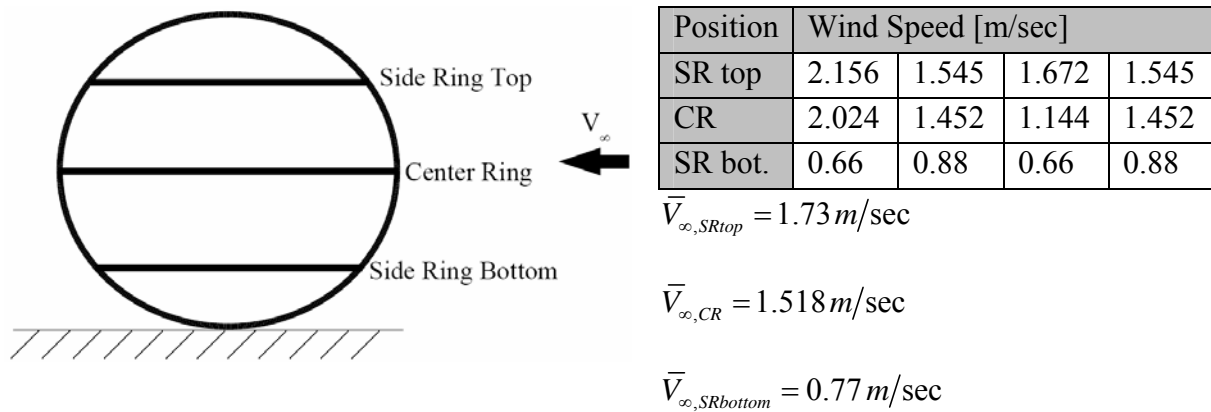 Side Ring Top
V∞
Center Ring
Side Ring Bottom
Position Wind Speed [m/sec]
SR top 2.156 1.545 1.672 1.545
CR 2.024 1.452 1.144 1.452
SR bot. 0.66 0.88 0.66 0.88
V̅∞,SRtop = 1.73 m/sec
V̅∞,CR = 1.518 m/sec
V̅∞,SRbottom = 0.77 m/sec